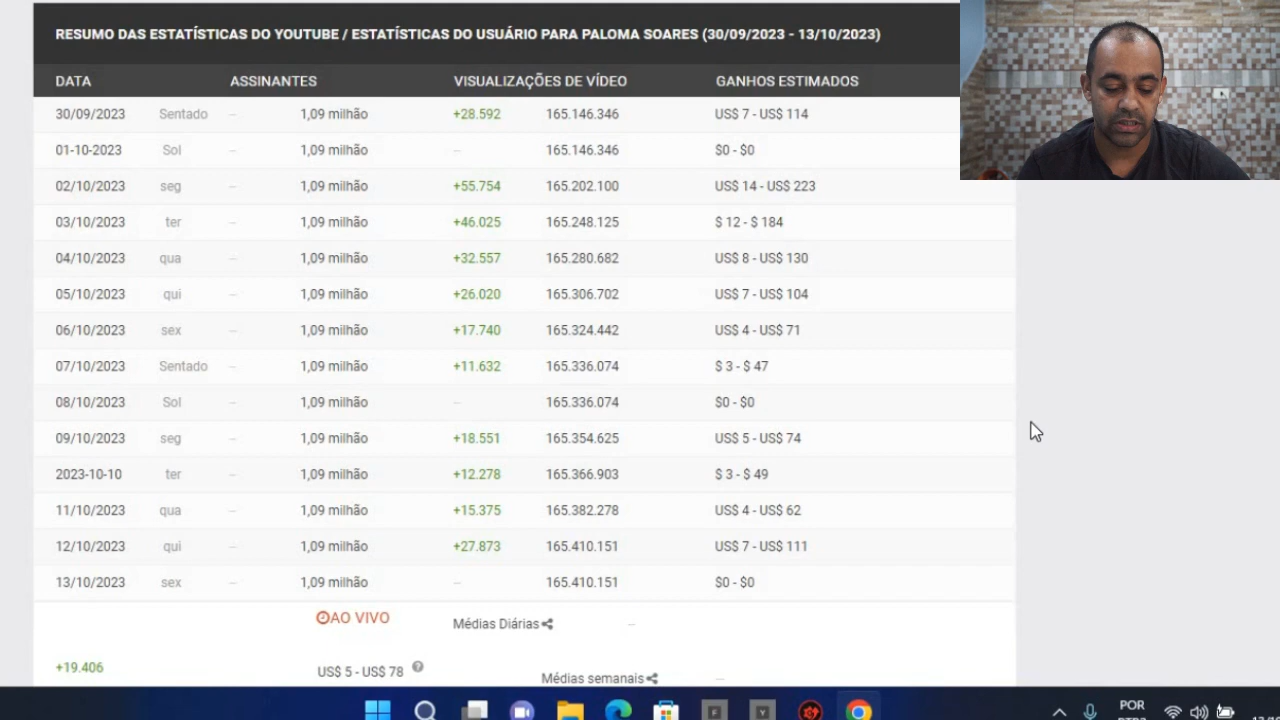 RESUMO DAS ESTATÍSTICAS DO YOUTUBE / ESTATÍSTICAS DO USUÁRIO PARA PALOMA SOARES (30/09/2023 - 13/10/2023)
DATA ASSINANTES VISUALIZAÇÕES DE VÍDEO GANHOS ESTIMADOS
30/09/2023 Sentado -- 1,09 milhão +28.592 165.146.346 US$ 7 - US$ 114
01-10-2023 Sol -- 1,09 milhão -- 165.146.346 $0 - $0
02/10/2023 seg -- 1,09 milhão +55.754 165.202.100 US$ 14 - US$ 223
03/10/2023 ter -- 1,09 milhão +46.025 165.248.125 $ 12 - $ 184
04/10/2023 qua -- 1,09 milhão +32.557 165.280.682 US$ 8 - US$ 130
05/10/2023 qui -- 1,09 milhão +26.020 165.306.702 US$ 7 - US$ 104
06/10/2023 sex -- 1,09 milhão +17.740 165.324.442 US$ 4 - US$ 71
07/10/2023 Sentado -- 1,09 milhão +11.632 165.336.074 $ 3 - $ 47
08/10/2023 Sol -- 1,09 milhão -- 165.336.074 $0 - $0
09/10/2023 seg -- 1,09 milhão +18.551 165.354.625 US$ 5 - US$ 74
2023-10-10 ter -- 1,09 milhão +12.278 165.366.903 $ 3 - $ 49
11/10/2023 qua -- 1,09 milhão +15.375 165.382.278 US$ 4 - US$ 62
12/10/2023 qui -- 1,09 milhão +27.873 165.410.151 US$ 7 - US$ 111
13/10/2023 sex -- 1,09 milhão -- 165.410.151 $0 - $0
AO VIVO
Médias Diárias --
+19.406 US$ 5 - US$ 78 ?
Médias semanais --
F Y POR